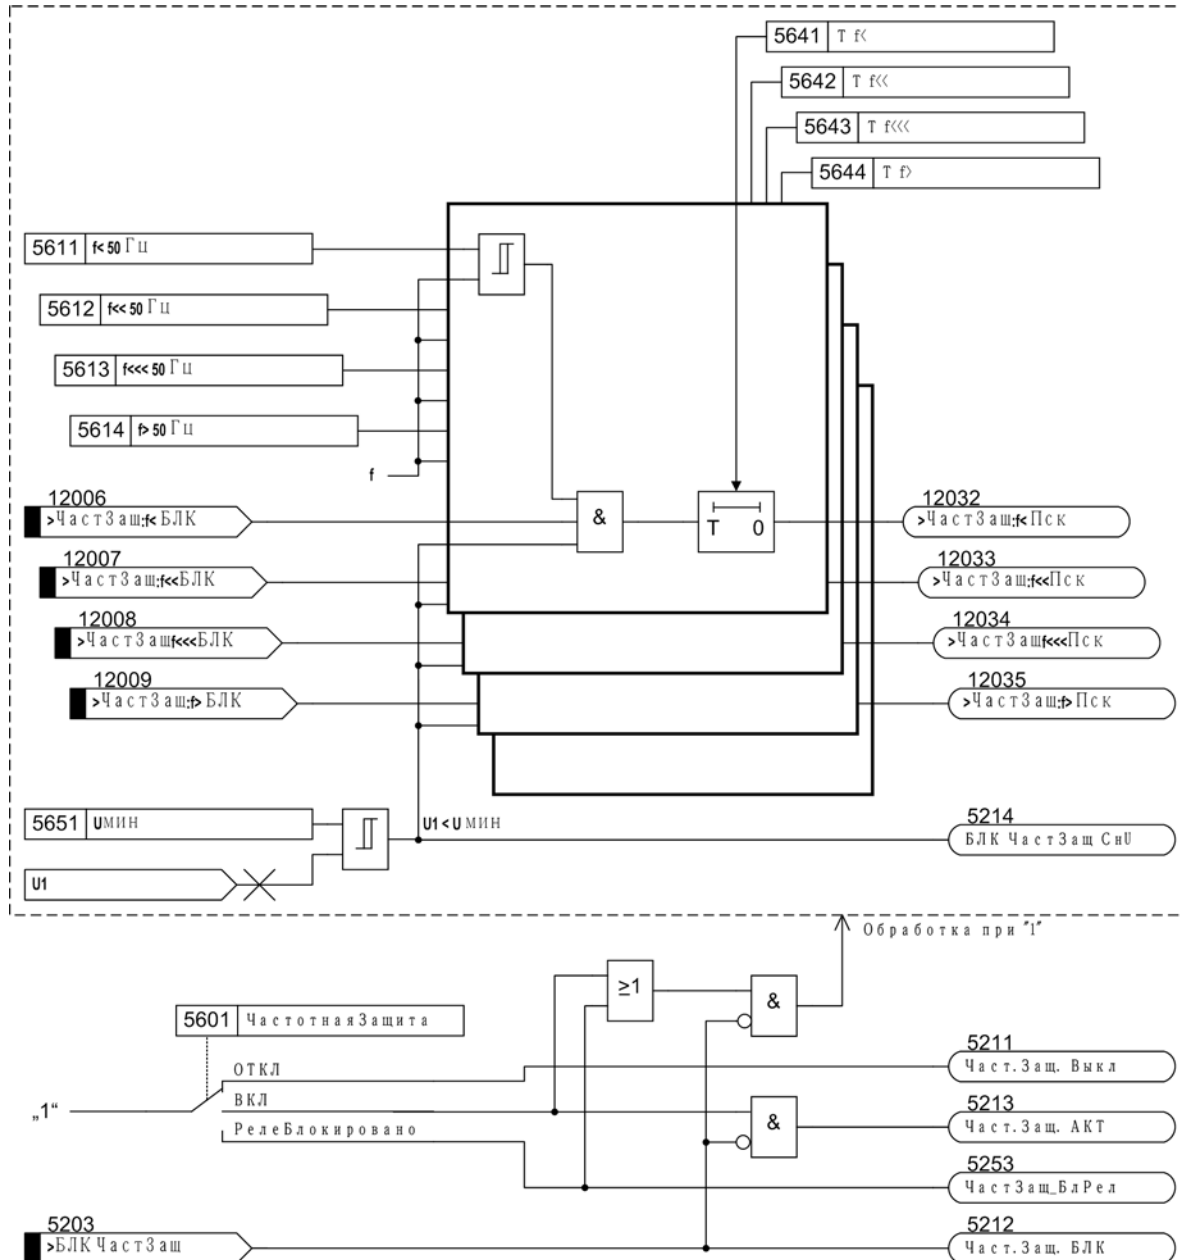 5641 T f<
5642 T f<<
5643 T f<<<
5644 T f>
5611 f< 50 Гц
5612 f<< 50 Гц
5613 f<<< 50 Гц
5614 f> 50 Гц
f
12006
>ЧастЗащ:f< БЛК
12007
>ЧастЗащ:f<<БЛК
12008
>ЧастЗащf<<<БЛК
12009
>ЧастЗащ:f> БЛК
&
T 0
12032
>ЧастЗащ:f< Пск
12033
>ЧастЗащ:f<<Пск
12034
>ЧастЗащf<<<Пск
12035
>ЧастЗащ:f> Пск
5651 UМИН
U1
U1 < U МИН
5214
БЛК ЧастЗащ СнU
Обработка при "1"
≥1
&
5601 ЧастотнаяЗащита
„1“
ОТКЛ
ВКЛ
РелеБлокировано
&
5211
Част.Защ. Выкл
5213
Част.Защ. АКТ
5253
ЧастЗащ_БлРел
5203
>БЛК ЧастЗащ
5212
Част.Защ. БЛК